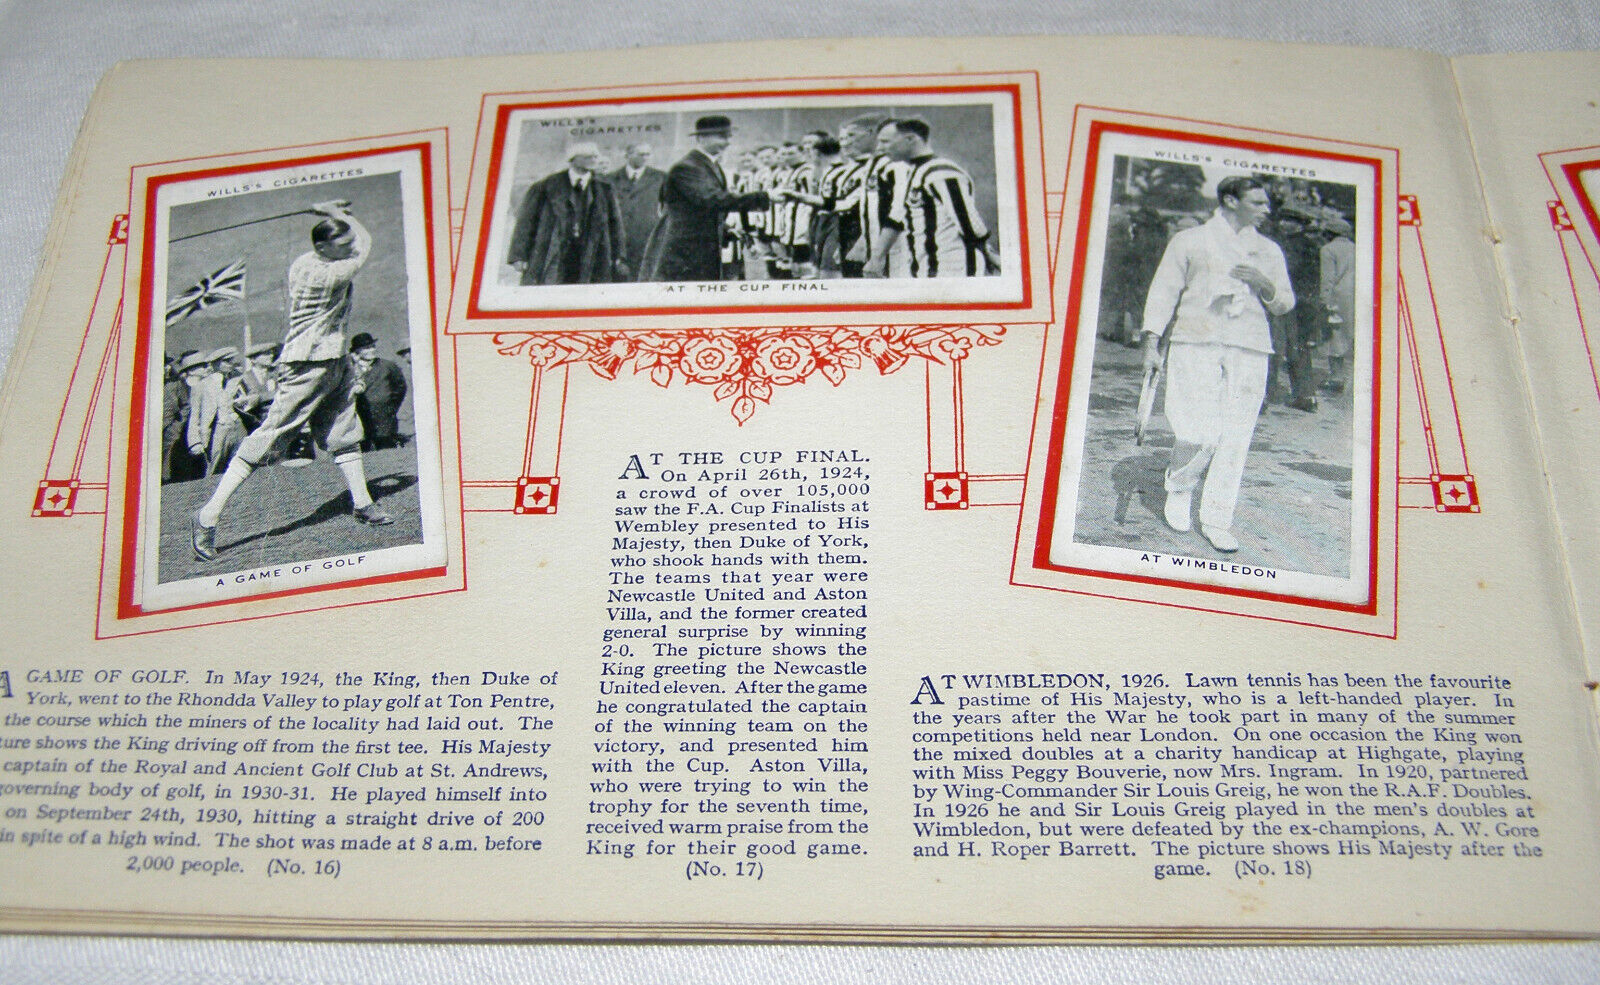 WILLS'S CIGARETTES
A GAME OF GOLF
WILLS'S
CIGARETTES
AT THE CUP FINAL
WILLS'S CIGARETTES
AT WIMBLEDON
A GAME OF GOLF. In May 1924, the King, then Duke of
York, went to the Rhondda Valley to play golf at Ton Pentre,
the course which the miners of the locality had laid out. The
ture shows the King driving off from the first tee. His Majesty
captain of the Royal and Ancient Golf Club at St. Andrews,
governing body of golf, in 1930-31. He played himself into
on September 24th, 1930, hitting a straight drive of 200
in spite of a high wind. The shot was made at 8 a.m. before
2,000 people. (No. 16)
AT THE CUP FINAL.
On April 26th, 1924,
a crowd of over 105,000
saw the F.A. Cup Finalists at
Wembley presented to His
Majesty, then Duke of York,
who shook hands with them.
The teams that year were
Newcastle United and Aston
Villa, and the former created
general surprise by winning
2-0. The picture shows the
King greeting the Newcastle
United eleven. After the game
he congratulated the captain
of the winning team on the
victory, and presented him
with the Cup. Aston Villa,
who were trying to win the
trophy for the seventh time,
received warm praise from the
King for their good game.
(No. 17)
AT WIMBLEDON, 1926. Lawn tennis has been the favourite
pastime of His Majesty, who is a left-handed player. In
the years after the War he took part in many of the summer
competitions held near London. On one occasion the King won
the mixed doubles at a charity handicap at Highgate, playing
with Miss Peggy Bouverie, now Mrs. Ingram. In 1920, partnered
by Wing-Commander Sir Louis Greig, he won the R.A.F. Doubles.
In 1926 he and Sir Louis Greig played in the men's doubles at
Wimbledon, but were defeated by the ex-champions, A. W. Gore
and H. Roper Barrett. The picture shows His Majesty after the
game. (No. 18)